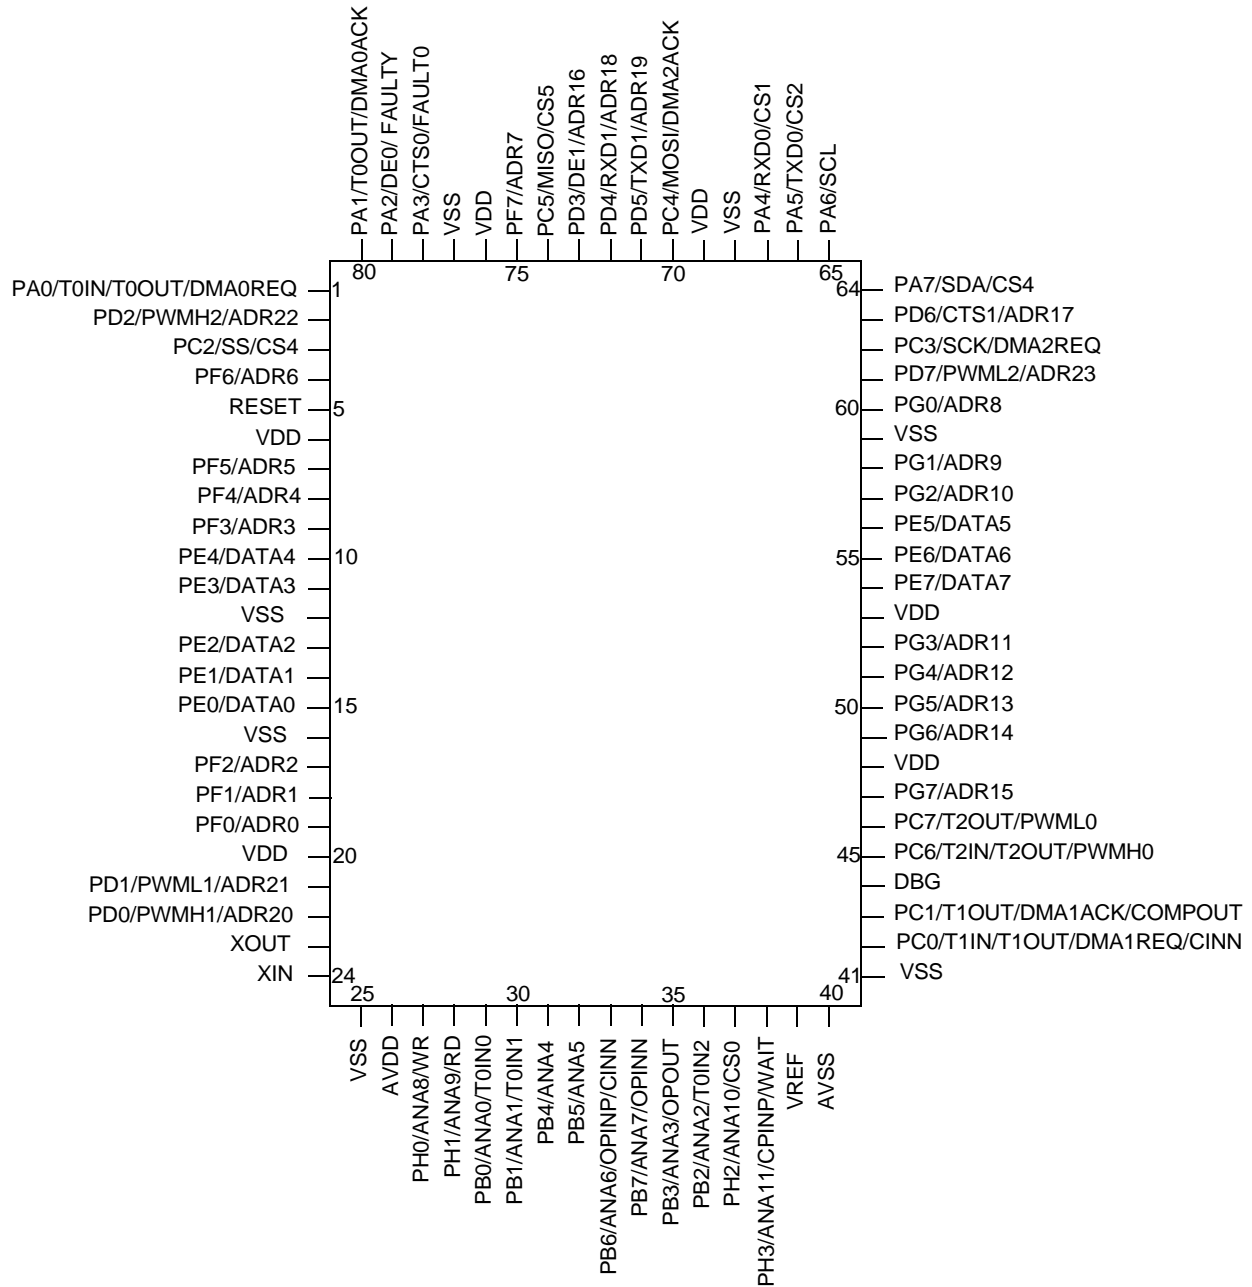 PA1/T0OUT/DMA0ACK
PA2/DE0/ FAULTY
PA3/CTS0/FAULT0
VSS
VDD
PF7/ADR7
PC5/MISO/CS5
PD3/DE1/ADR16
PD4/RXD1/ADR18
PD5/TXD1/ADR19
PC4/MOSI/DMA2ACK
VDD
VSS
PA4/RXD0/CS1
PA5/TXD0/CS2
PA6/SCL
80
75
70
65
PA0/T0IN/T0OUT/DMA0REQ
1
PD2/PWMH2/ADR22
PC2/SS/CS4
PF6/ADR6
RESET
5
VDD
PF5/ADR5
PF4/ADR4
PF3/ADR3
PE4/DATA4
10
PE3/DATA3
VSS
PE2/DATA2
PE1/DATA1
PE0/DATA0
15
VSS
PF2/ADR2
PF1/ADR1
PF0/ADR0
VDD
20
PD1/PWML1/ADR21
PD0/PWMH1/ADR20
XOUT
XIN
24
64
PA7/SDA/CS4
PD6/CTS1/ADR17
PC3/SCK/DMA2REQ
PD7/PWML2/ADR23
60
PG0/ADR8
VSS
PG1/ADR9
PG2/ADR10
PE5/DATA5
55
PE6/DATA6
PE7/DATA7
VDD
PG3/ADR11
PG4/ADR12
50
PG5/ADR13
PG6/ADR14
VDD
PG7/ADR15
PC7/T2OUT/PWML0
45
PC6/T2IN/T2OUT/PWMH0
DBG
PC1/T1OUT/DMA1ACK/COMPOUT
PC0/T1IN/T1OUT/DMA1REQ/CINN
41
VSS
25
30
35
40
VSS
AVDD
PH0/ANA8/WR
PH1/ANA9/RD
PB0/ANA0/T0IN0
PB1/ANA1/T0IN1
PB4/ANA4
PB5/ANA5
PB6/ANA6/OPINP/CINN
PB7/ANA7/OPINN
PB3/ANA3/OPOUT
PB2/ANA2/T0IN2
PH2/ANA10/CS0
PH3/ANA11/CPINP/WAIT
VREF
AVSS